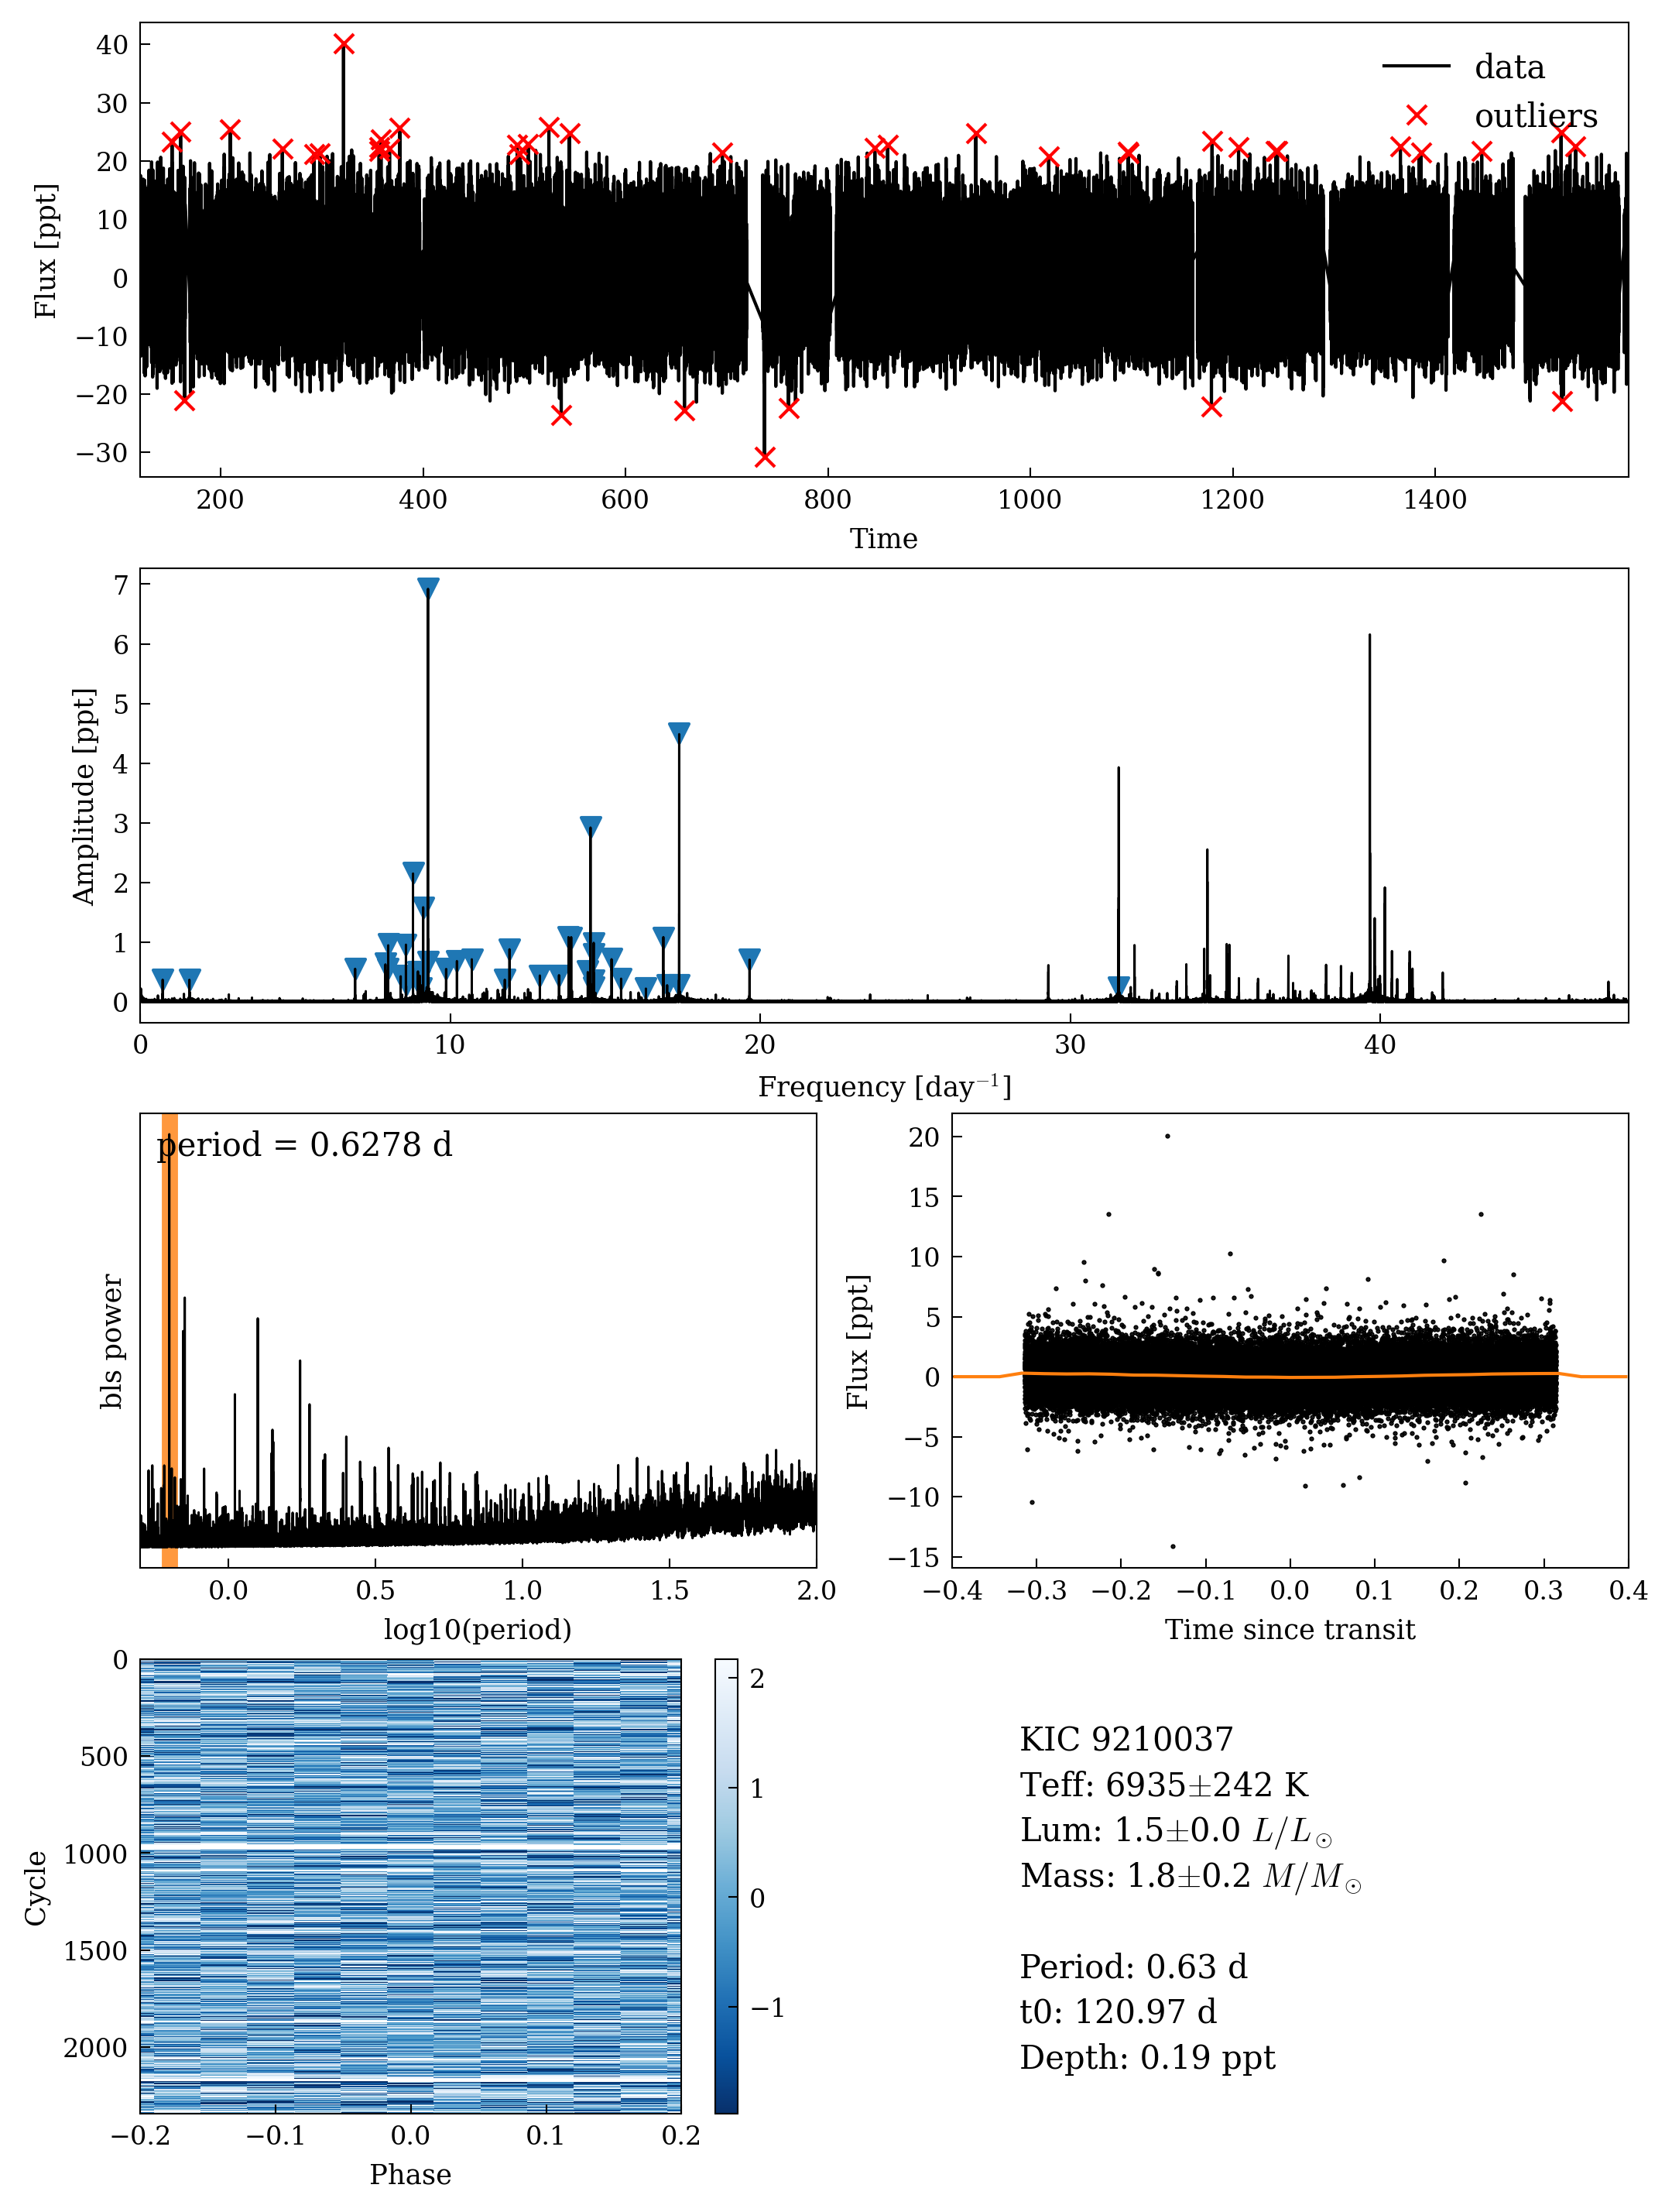 40
30
20
10
0
−10
−20
−30
Flux [ppt]
data
outliers
200 400 600 800 1000 1200 1400
Time
7
6
5
4
3
2
1
0
Amplitude [ppt]
0 10 20 30 40
Frequency [day⁻¹]
period = 0.6278 d
bls power
0.0 0.5 1.0 1.5 2.0
log10(period)
20
15
10
5
0
−5
−10
−15
Flux [ppt]
−0.4 −0.3 −0.2 −0.1 0.0 0.1 0.2 0.3 0.4
Time since transit
0
500
1000
1500
2000
Cycle
−0.2 −0.1 0.0 0.1 0.2
Phase
2
1
0
−1
KIC 9210037
Teff: 6935±242 K
Lum: 1.5±0.0 L/L☉
Mass: 1.8±0.2 M/M☉
Period: 0.63 d
t0: 120.97 d
Depth: 0.19 ppt